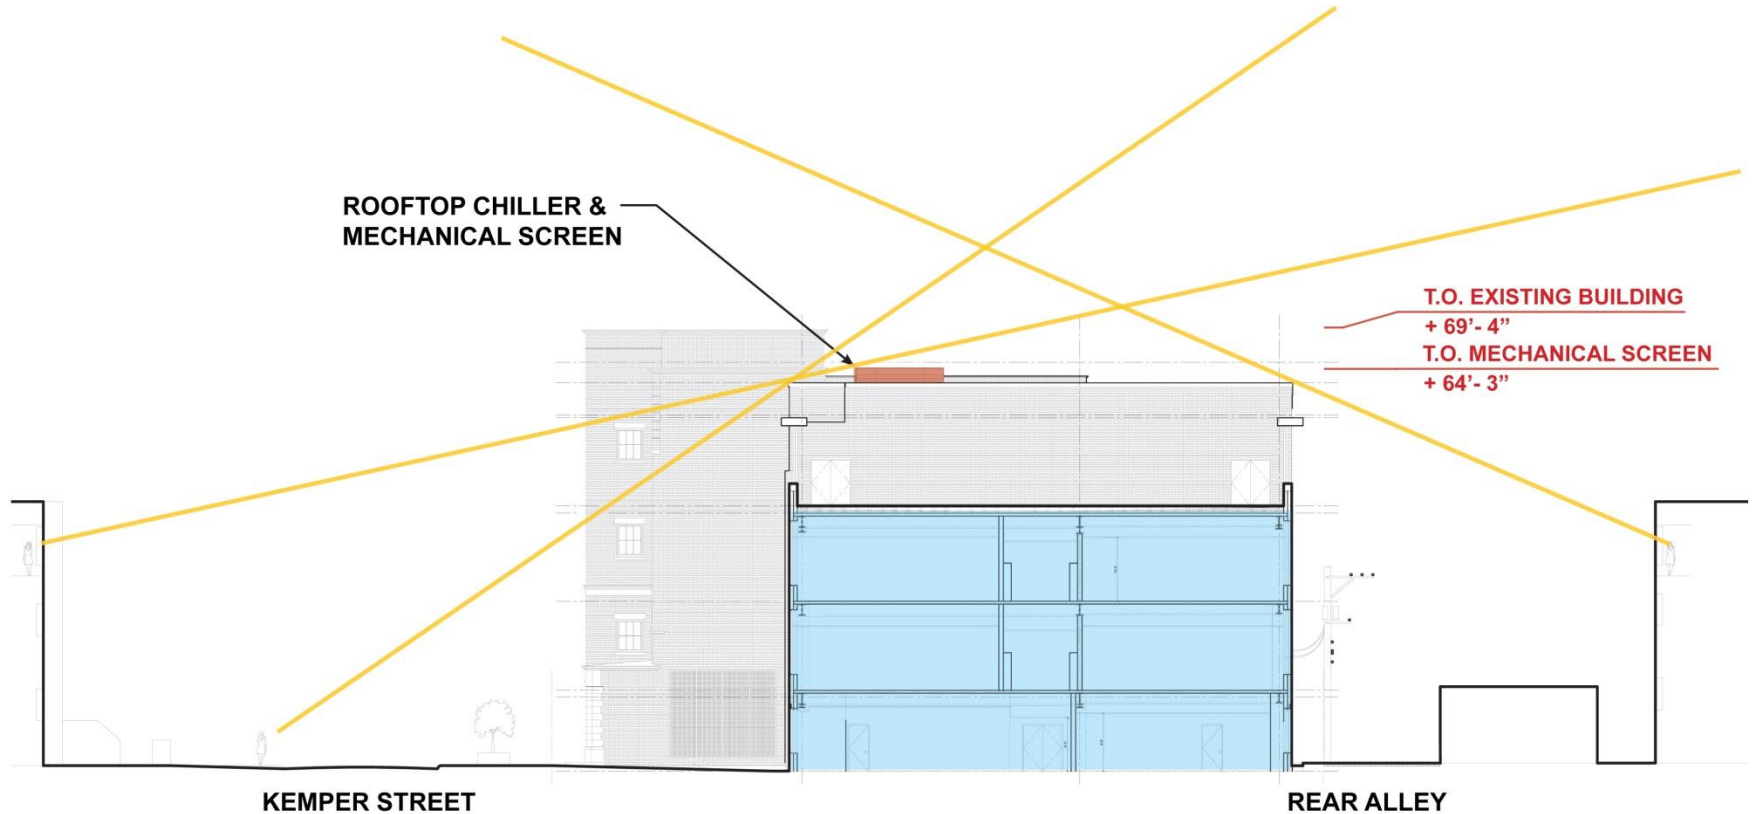 ROOFTOP CHILLER &
MECHANICAL SCREEN
T.O. EXISTING BUILDING
+ 69’- 4”
T.O. MECHANICAL SCREEN
+ 64’- 3”
KEMPER STREET
REAR ALLEY